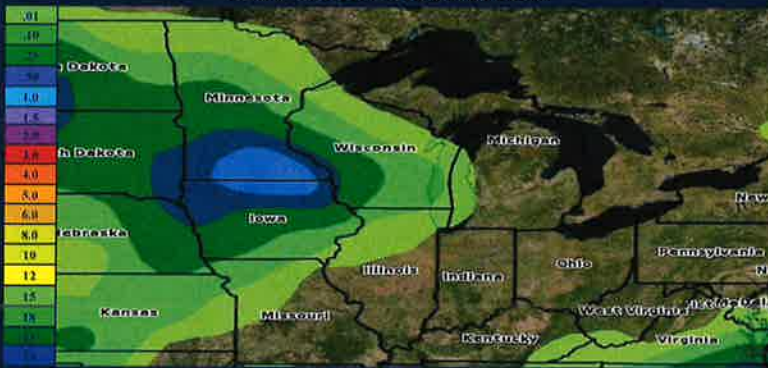 .01
.10
.25
.50
1.0
1.5
2.0
3.0
4.0
5.0
6.0
8.0
10
12
15
18
Dakota
Minnesota
Wisconsin
Michigan
h Dakota
Iowa
ebraska
Illinois
Indiana
Ohio
Pennsylvania
New
Kansas
Missouri
West Virginia
Kentucky
Virginia